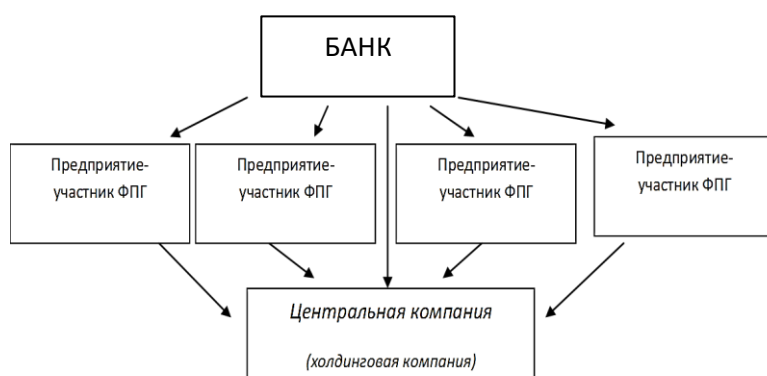 БАНК
Предприятие-
участник ФПГ
Предприятие-
участник ФПГ
Предприятие-
участник ФПГ
Предприятие-
участник ФПГ
Центральная компания
(холдинговая компания)